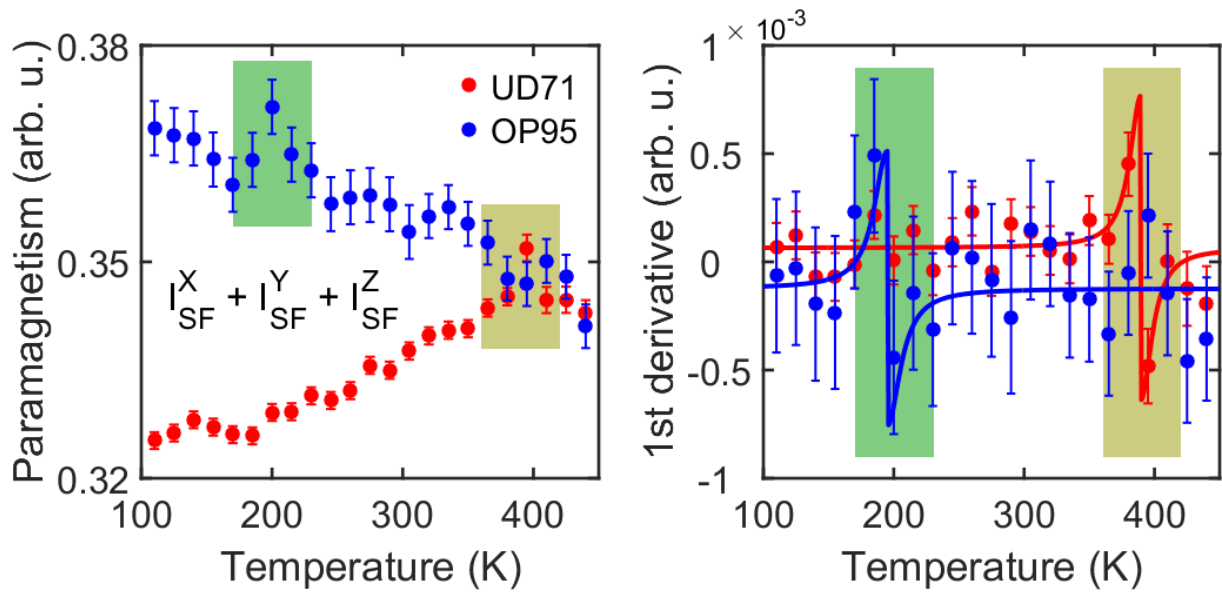 Paramagnetism (arb. u.)
0.38
0.35
0.32
UD71
OP95
I^X_SF + I^Y_SF + I^Z_SF
100 200 300 400
Temperature (K)
1st derivative (arb. u.)
1 × 10^-3
0.5
0
-0.5
-1
100 200 300 400
Temperature (K)